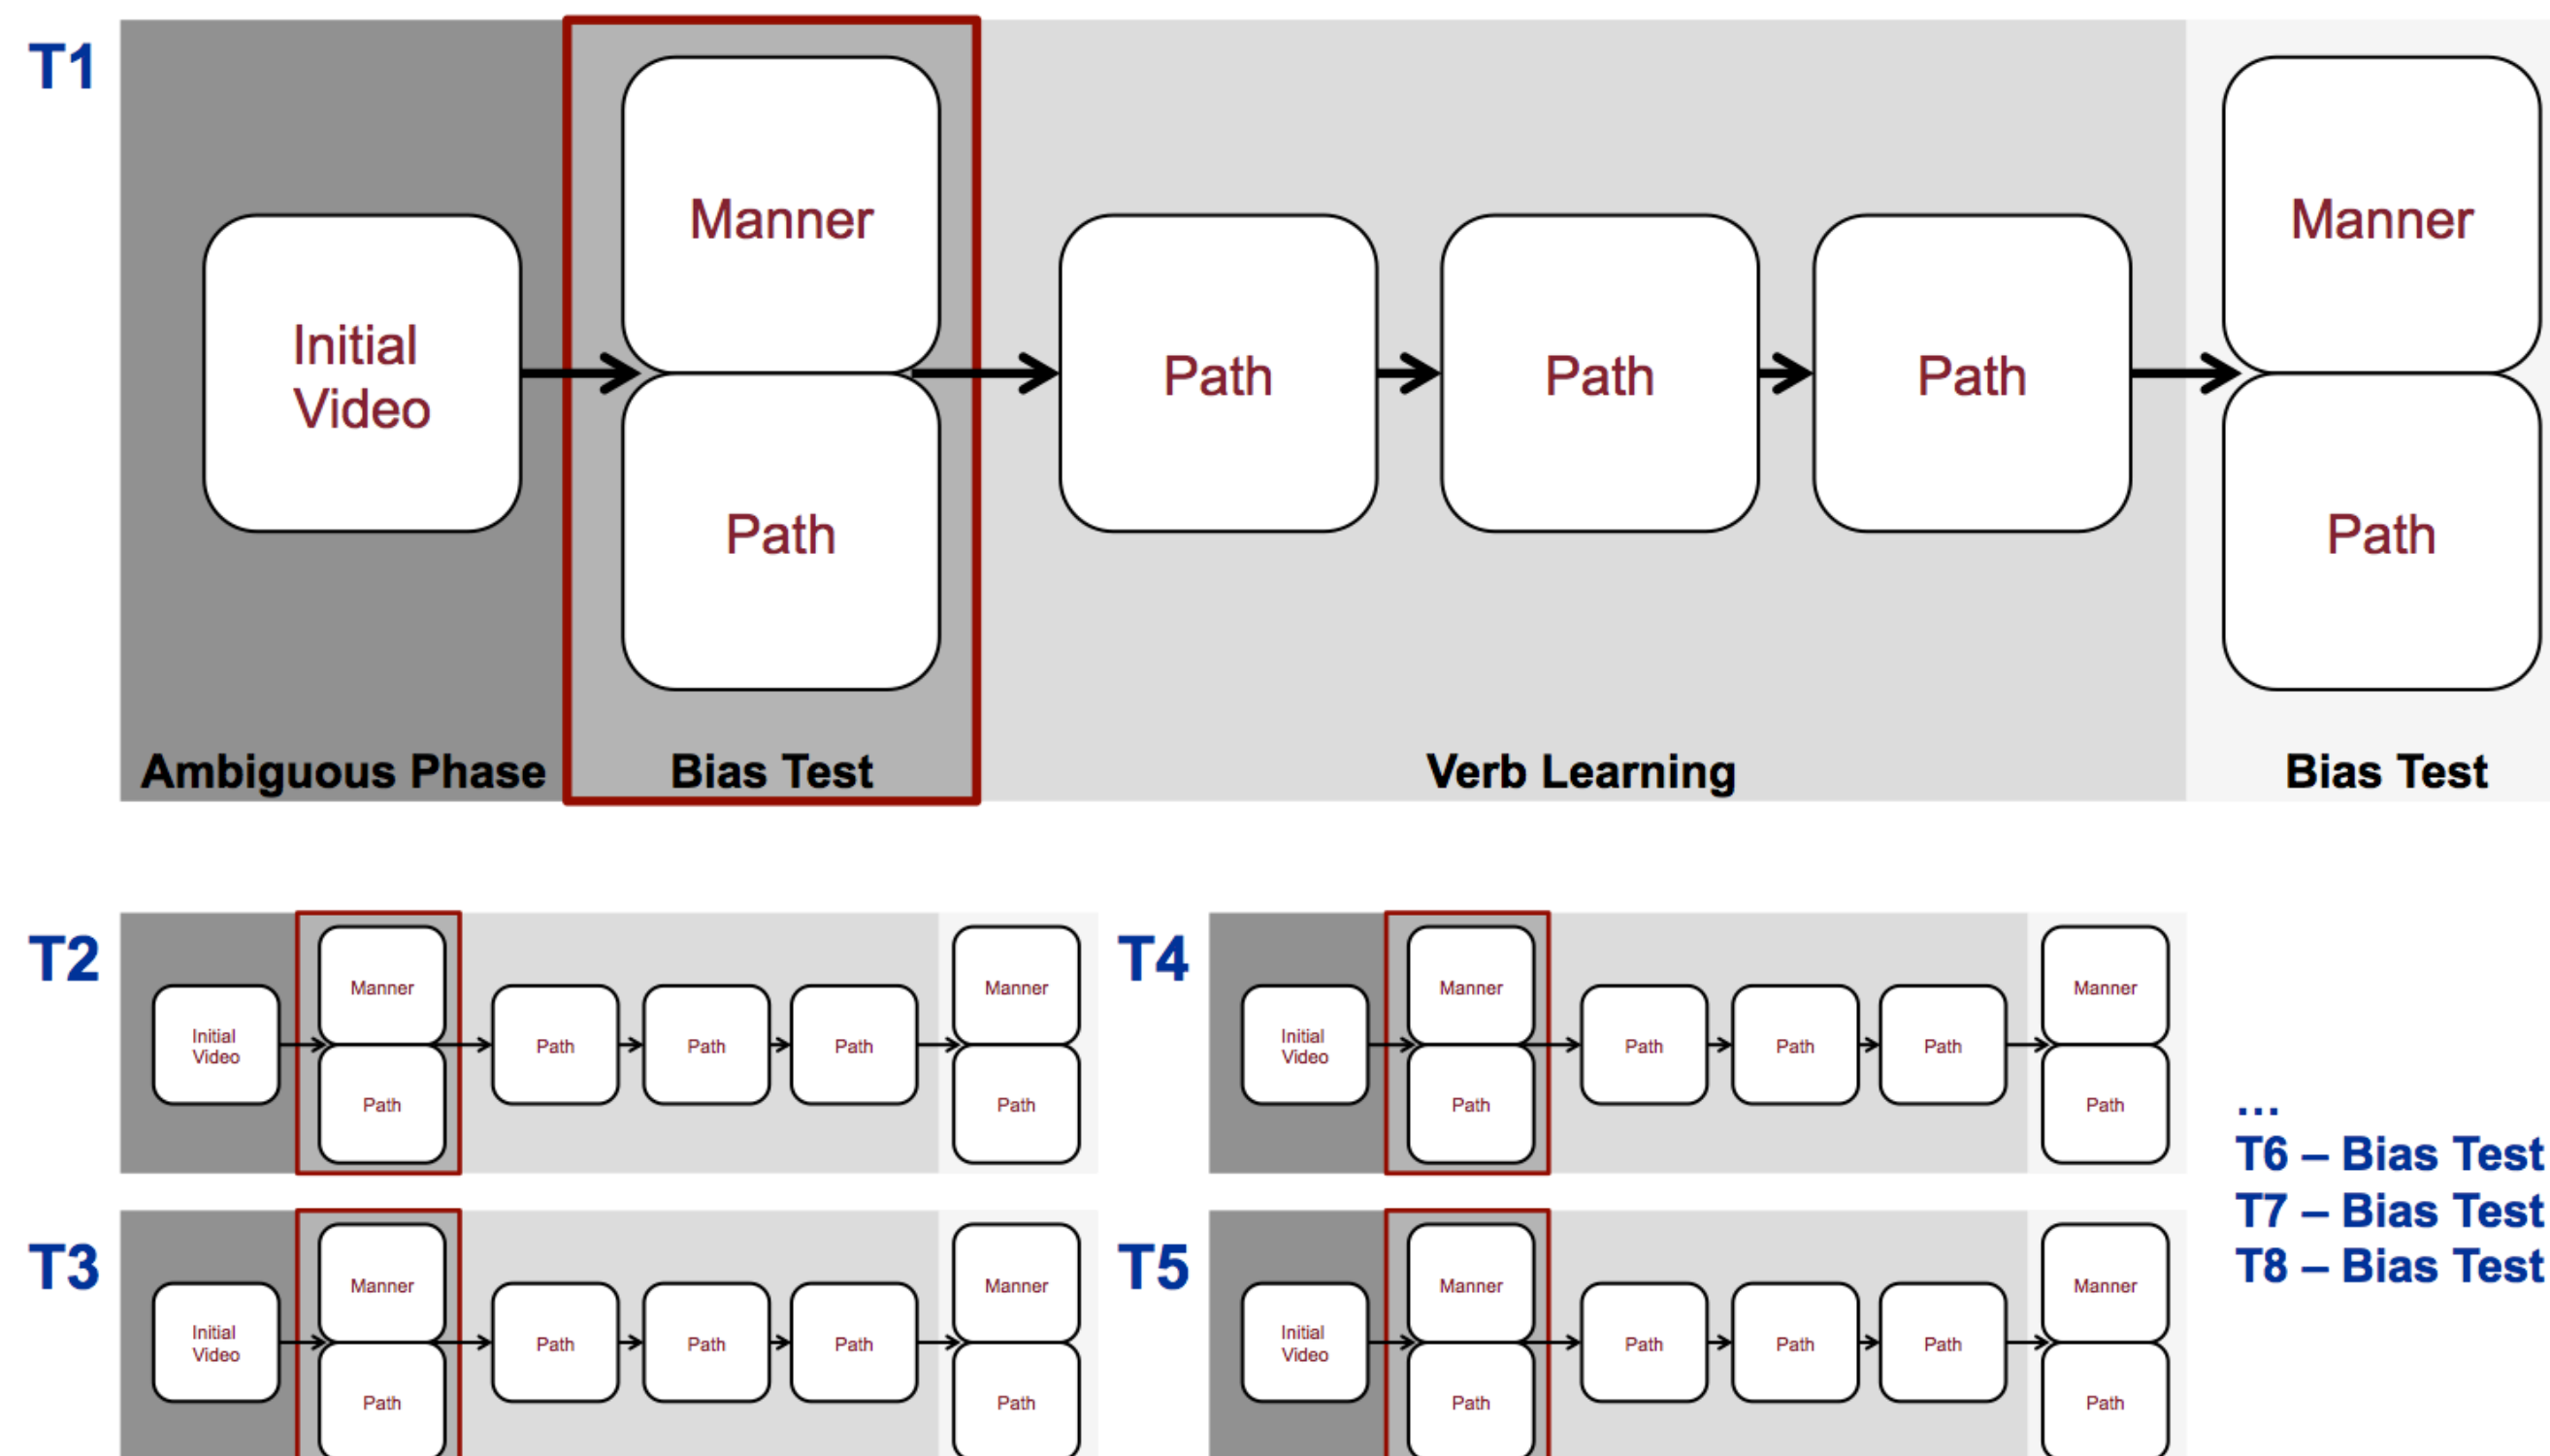 T1
Initial
Video
Manner
Path
Path
Path
Path
Manner
Path
Ambiguous Phase
Bias Test
Verb Learning
Bias Test
T2
Initial
Video
Manner
Path
Path
Path
Path
Manner
Path
T3
Initial
Video
Manner
Path
Path
Path
Path
Manner
Path
T4
Initial
Video
Manner
Path
Path
Path
Path
Manner
Path
T5
Initial
Video
Manner
Path
Path
Path
Path
Manner
Path
...
T6 – Bias Test
T7 – Bias Test
T8 – Bias Test